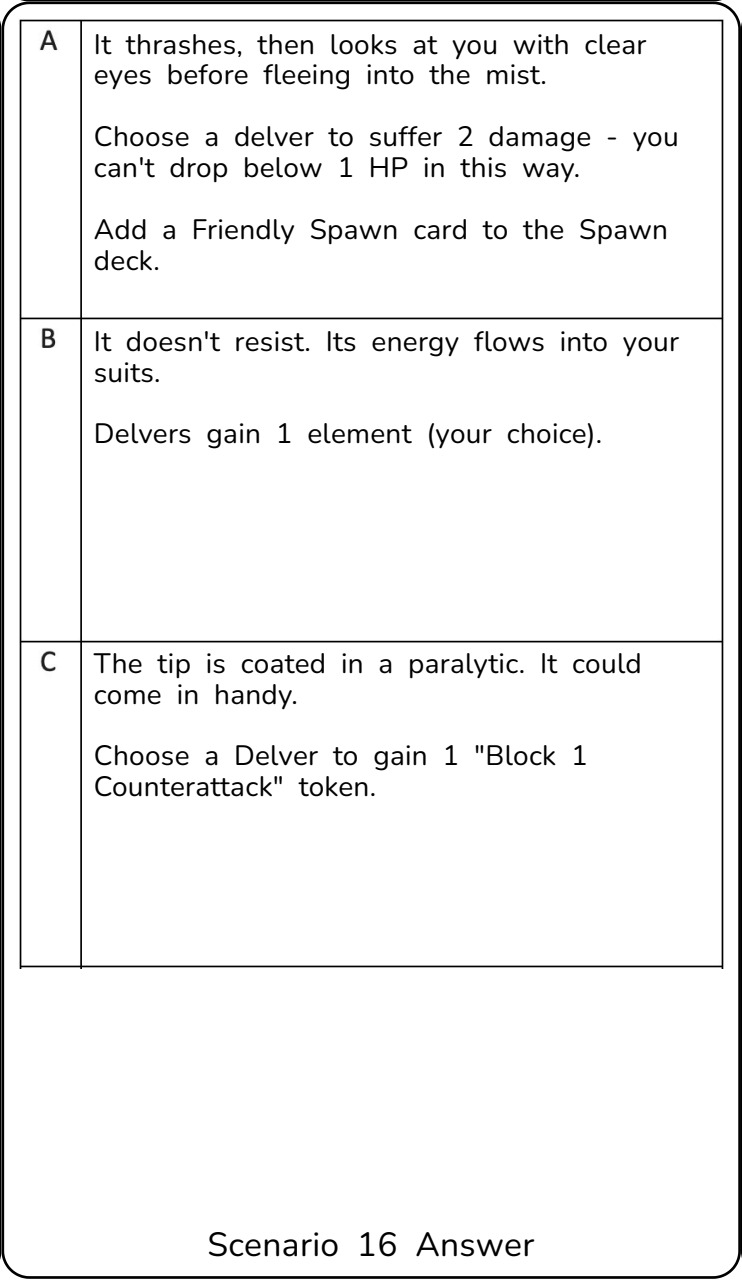 A
It thrashes, then looks at you with clear
eyes before fleeing into the mist.
Choose a delver to suffer 2 damage - you
can't drop below 1 HP in this way.
Add a Friendly Spawn card to the Spawn
deck.
B
It doesn't resist. Its energy flows into your
suits.
Delvers gain 1 element (your choice).
C
The tip is coated in a paralytic. It could
come in handy.
Choose a Delver to gain 1 "Block 1
Counterattack" token.
Scenario 16 Answer